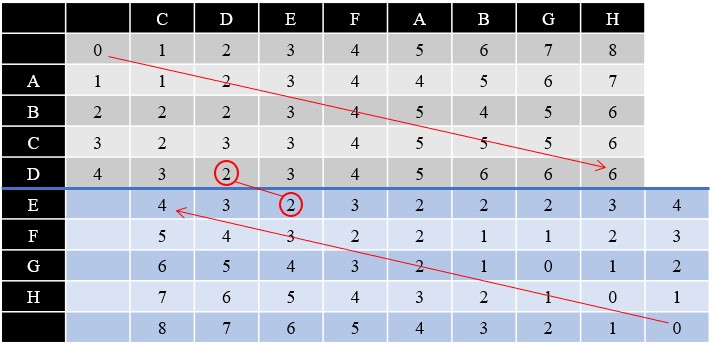 C D E F A B G H
0 1 2 3 4 5 6 7 8
A 1 1 2 3 4 4 5 6 7
B 2 2 2 3 4 5 4 5 6
C 3 2 3 3 4 5 5 5 6
D 4 3 2 3 4 5 6 6 6
E 4 3 2 3 2 2 2 3 4
F 5 4 3 2 2 1 1 2 3
G 6 5 4 3 2 1 0 1 2
H 7 6 5 4 3 2 1 0 1
8 7 6 5 4 3 2 1 0